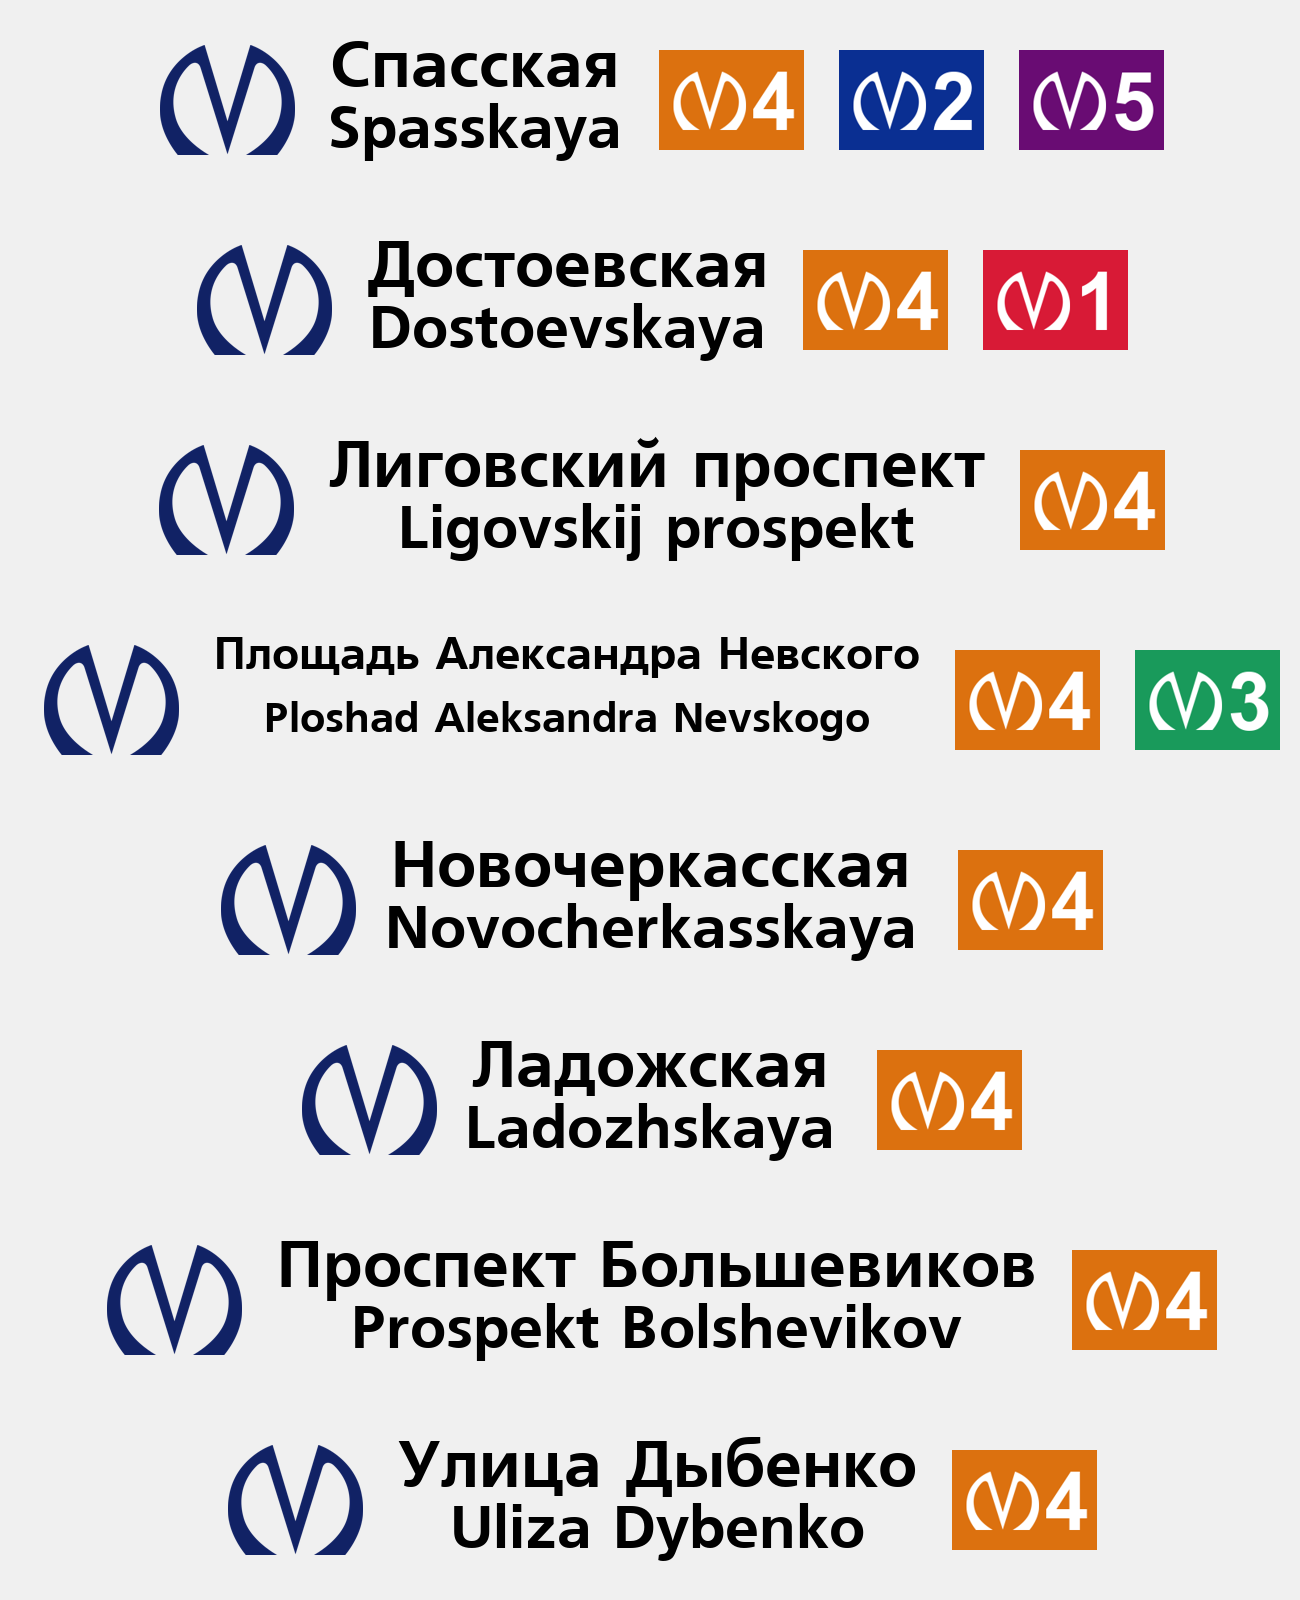 Спасская 4 2 5
Spasskaya
Достоевская 4 1
Dostoevskaya
Лиговский проспект 4
Ligovskij prospekt
Площадь Александра Невского 4 3
Ploshad Aleksandra Nevskogo
Новочеркасская 4
Novocherkasskaya
Ладожская 4
Ladozhskaya
Проспект Большевиков 4
Prospekt Bolshevikov
Улица Дыбенко 4
Uliza Dybenko